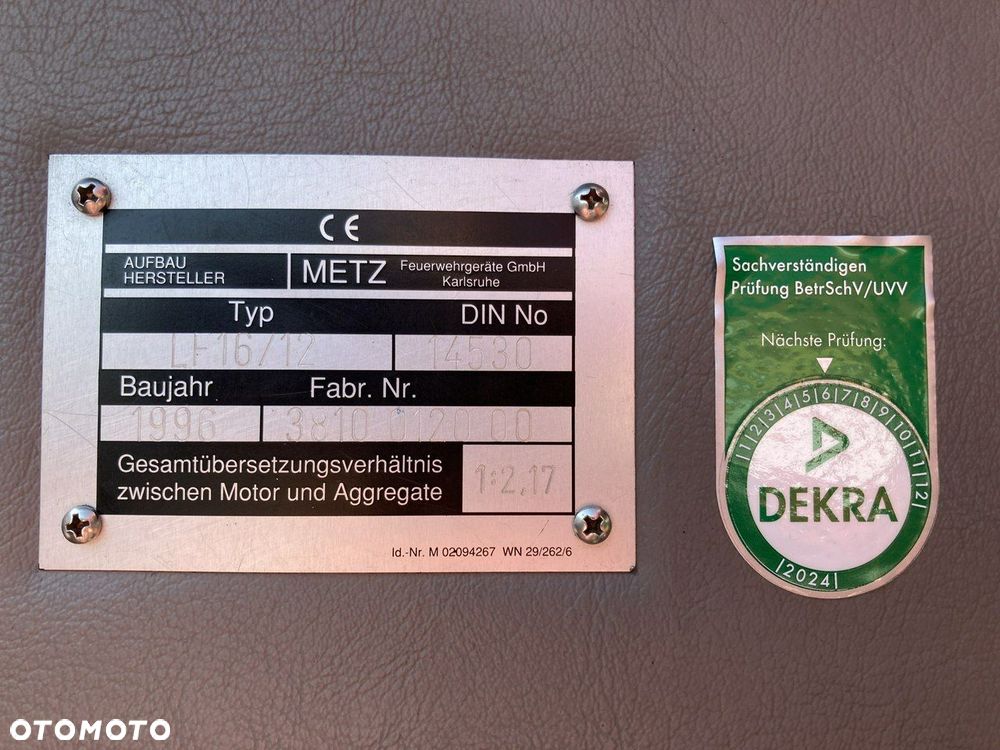 CE
AUFBAU
HERSTELLER
METZ
Feuerwehrgeräte GmbH
Karlsruhe
Typ DIN No
LF16/12 14530
Baujahr Fabr. Nr.
1996 3810 012 00
Gesamtübersetzungsverhältnis
zwischen Motor und Aggregate
1:2,17
Id.-Nr. M 02094267 WN 29/262/6
Sachverständigen
Prüfung BetrSchV/UVV
Nächste Prüfung:
|1|2|3|4|5|6|7|8|9|10|11|12|
DEKRA
|2024|
OTOMOTO